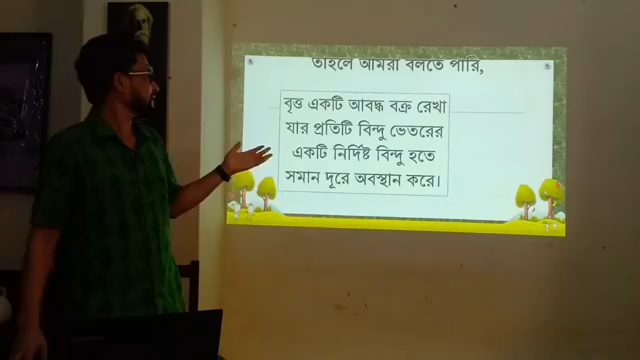 তাহলে আমরা বলতে পারি,
বৃত্ত একটি আবদ্ধ বক্র রেখা
যার প্রতিটি বিন্দু ভেতরের
একটি নির্দিষ্ট বিন্দু হতে
সমান দূরে অবস্থান করে।